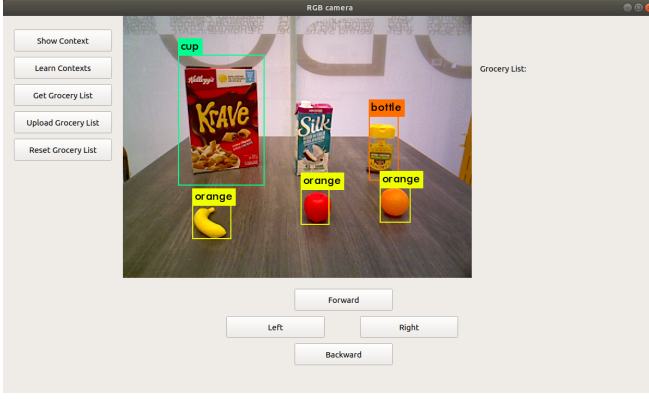 RGB camera
Show Context
Learn Contexts
Get Grocery List
Upload Grocery List
Reset Grocery List
Grocery List:
cup
Kellogg's
KRAVE
Silk
bottle
orange
orange
orange
Forward
Left
Right
Backward